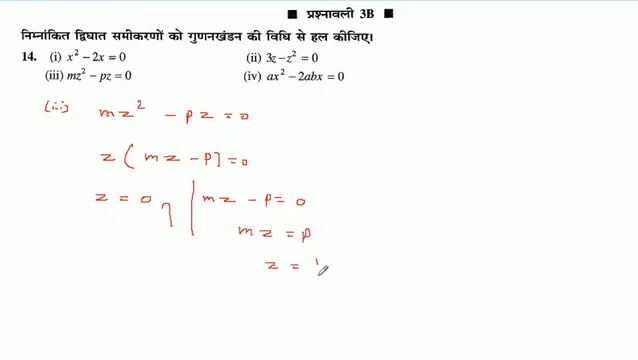 ■ प्रश्नावली 3B ■
निम्नांकित द्विघात समीकरणों को गुणनखंडन की विधि से हल कीजिए।
14. (i) x² − 2x = 0 (ii) 3z − z² = 0
(iii) mz² − pz = 0 (iv) ax² − 2abx = 0
(iii) mz² − pz = 0
z ( mz − p) = 0
z = 0 , | mz − p = 0
mz = p
z =